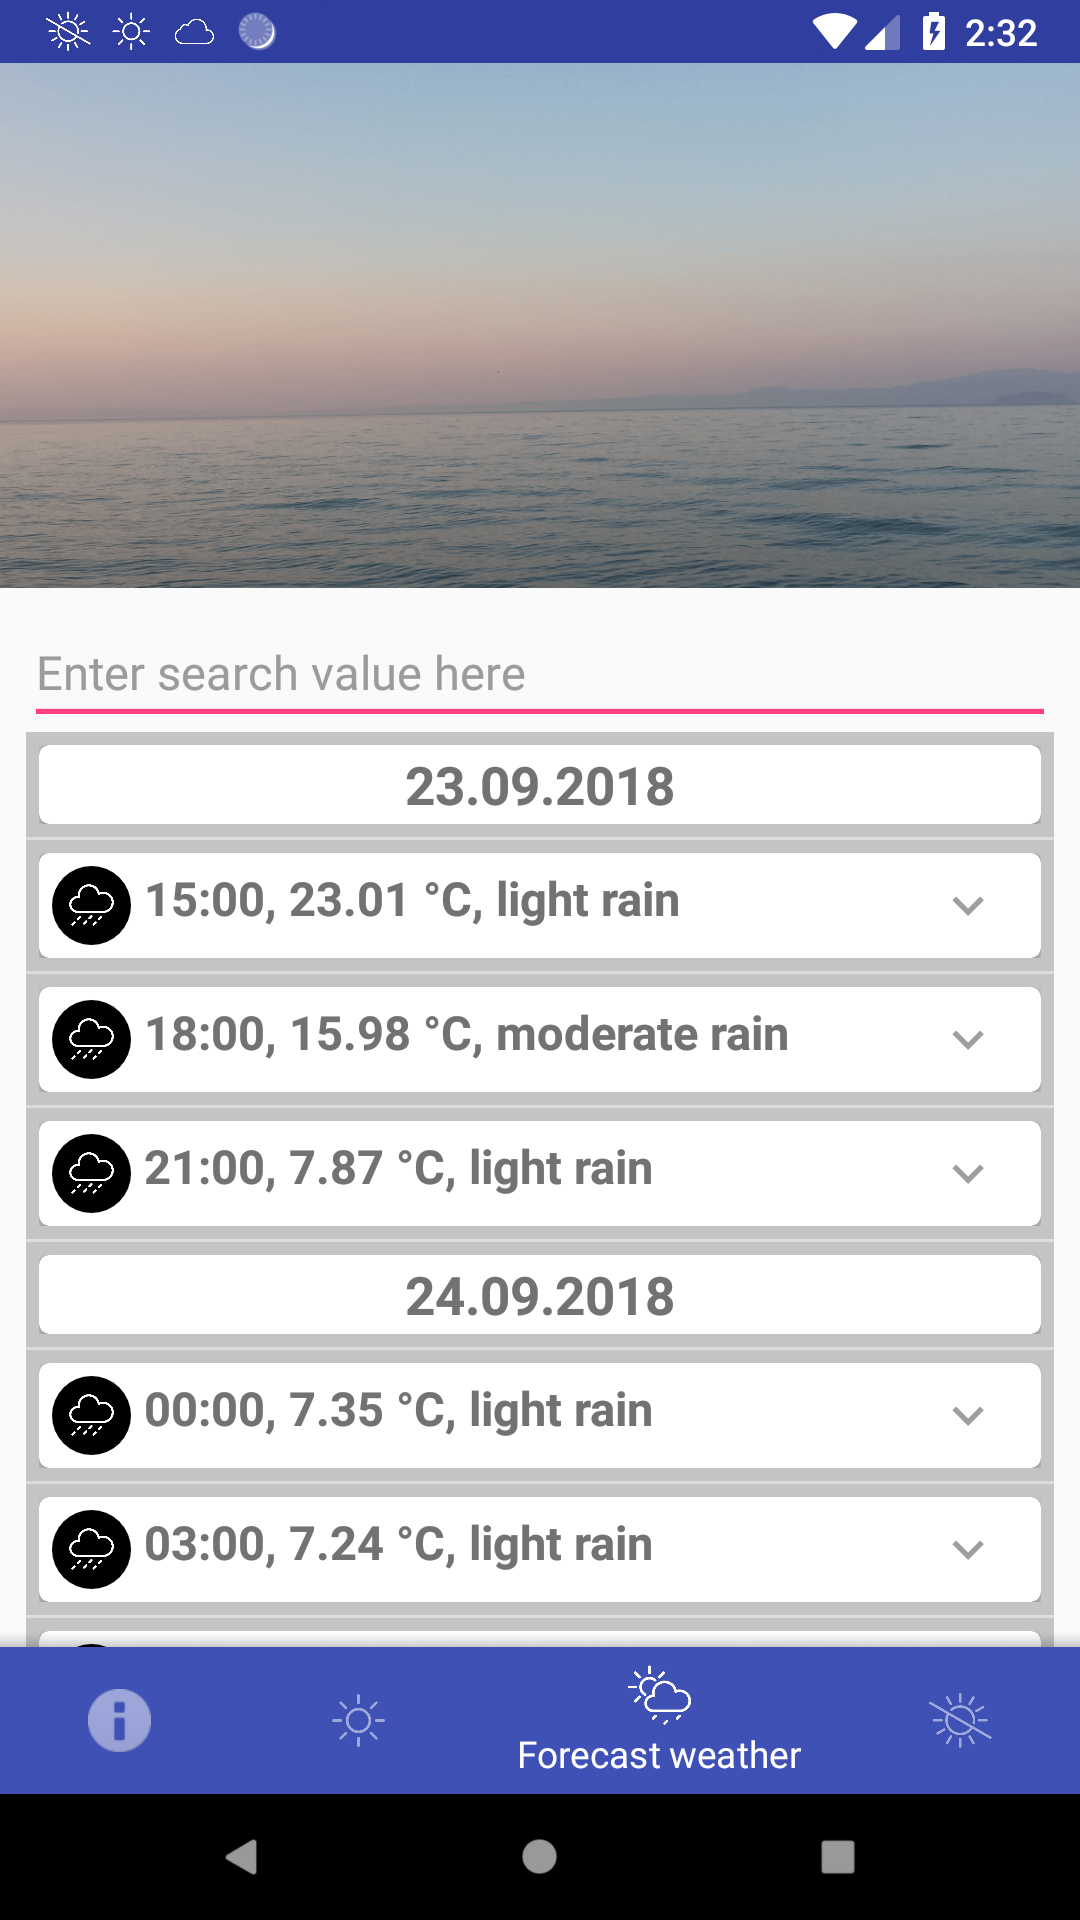 2:32
Enter search value here
23.09.2018
15:00, 23.01 °C, light rain
18:00, 15.98 °C, moderate rain
21:00, 7.87 °C, light rain
24.09.2018
00:00, 7.35 °C, light rain
03:00, 7.24 °C, light rain
Forecast weather